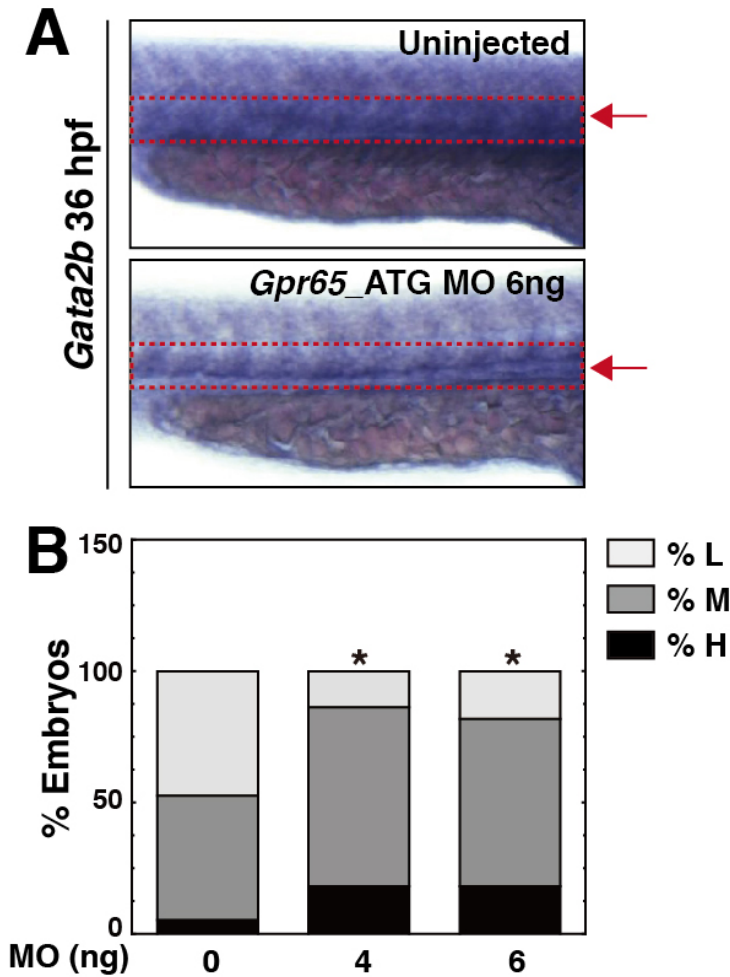 A
Uninjected
Gata2b 36 hpf
Gpr65_ATG MO 6ng
B
150
100
50
0
% Embryos
* *
% L
% M
% H
MO (ng) 0 4 6